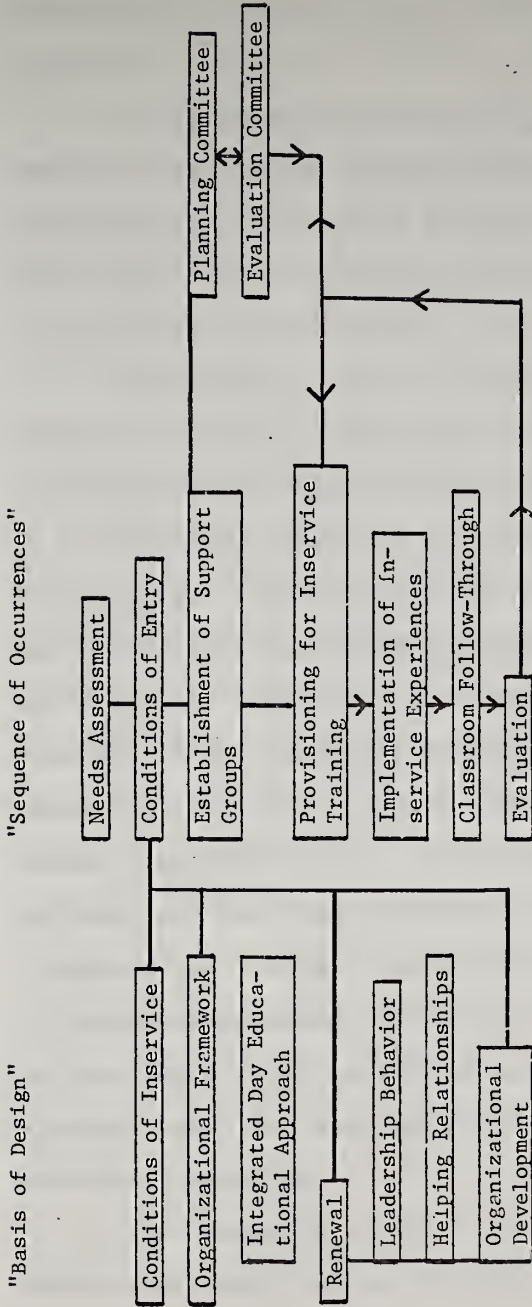 "Basis of Design"
Conditions of Inservice
Organizational Framework
Integrated Day Educa-
tional Approach
Renewal
Leadership Behavior
Helping Relationships
Organizational
Development
"Sequence of Occurrences"
Needs Assessment
Conditions of Entry
Establishment of Support
Groups
Provisioning for Inservice
Training
Implementation of In-
service Experiences
Classroom Follow-Through
Evaluation
Planning Committee
Evaluation Committee